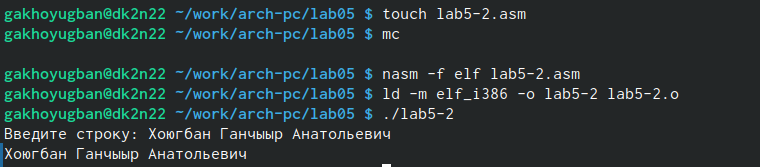 gakhoyugban@dk2n22 ~/work/arch-pc/lab05 $ touch lab5-2.asm
gakhoyugban@dk2n22 ~/work/arch-pc/lab05 $ mc
gakhoyugban@dk2n22 ~/work/arch-pc/lab05 $ nasm -f elf lab5-2.asm
gakhoyugban@dk2n22 ~/work/arch-pc/lab05 $ ld -m elf_i386 -o lab5-2 lab5-2.o
gakhoyugban@dk2n22 ~/work/arch-pc/lab05 $ ./lab5-2
Введите строку: Хоюгбан Ганчыыр Анатольевич
Хоюгбан Ганчыыр Анатольевич